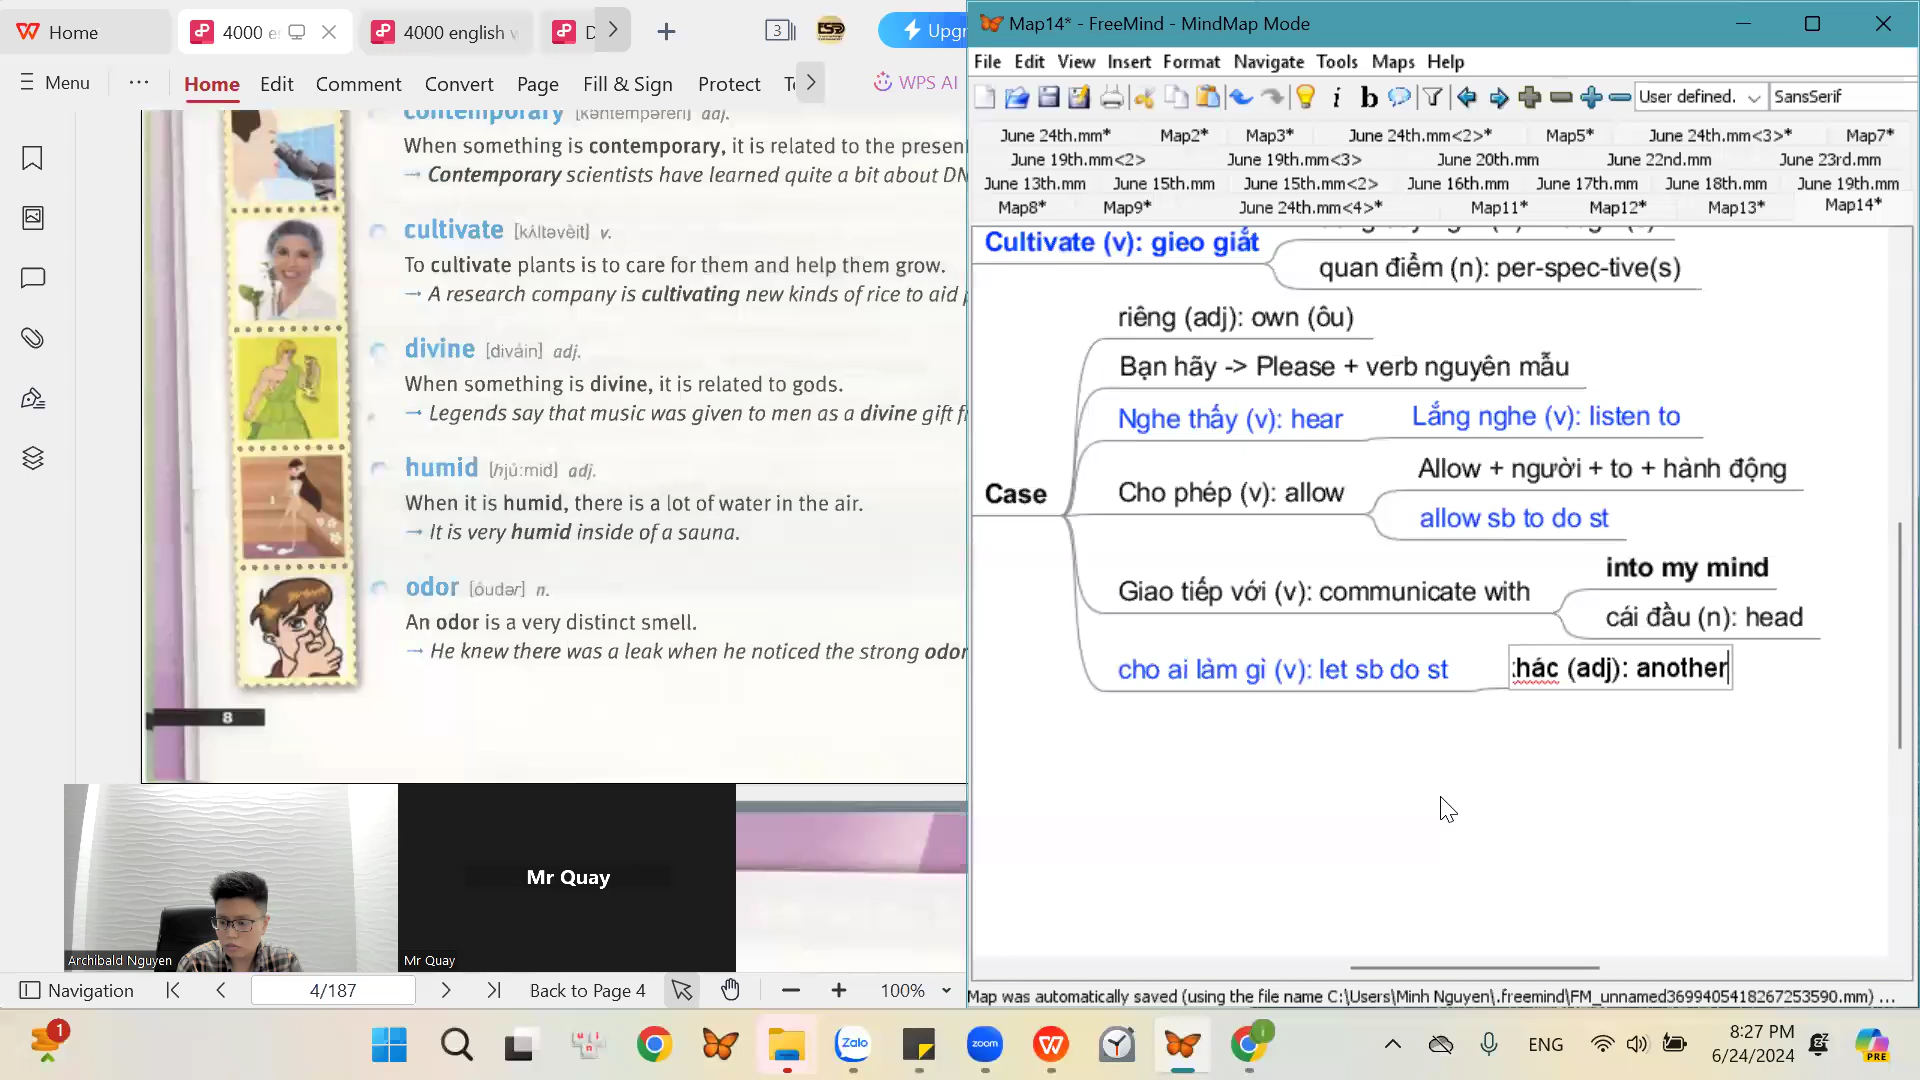 Home
4000 e
4000 english w
D
3
Upgr
Menu
Home
Edit
Comment
Convert
Page
Fill & Sign
Protect
WPS AI
contemporary [kəntémpəreri] adj.
When something is contemporary, it is related to the presen
→ Contemporary scientists have learned quite a bit about DN
cultivate [kʌ́ltəvèit] v.
To cultivate plants is to care for them and help them grow.
→ A research company is cultivating new kinds of rice to aid p
divine [diváin] adj.
When something is divine, it is related to gods.
→ Legends say that music was given to men as a divine gift f
humid [hjúːmid] adj.
When it is humid, there is a lot of water in the air.
→ It is very humid inside of a sauna.
odor [óudər] n.
An odor is a very distinct smell.
→ He knew there was a leak when he noticed the strong odor
8
Archibald Nguyen
Mr Quay
Mr Quay
Navigation
4/187
Back to Page 4
100%
Map14* - FreeMind - MindMap Mode
File Edit View Insert Format Navigate Tools Maps Help
User defined.
SansSerif
June 24th.mm* Map2* Map3* June 24th.mm<2>* Map5* June 24th.mm<3>* Map7*
June 19th.mm<2> June 19th.mm<3> June 20th.mm June 22nd.mm June 23rd.mm
June 13th.mm June 15th.mm June 15th.mm<2> June 16th.mm June 17th.mm June 18th.mm June 19th.mm
Map8* Map9* June 24th.mm<4>* Map11* Map12* Map13* Map14*
Cultivate (v): gieo giắt
quan điểm (n): per-spec-tive(s)
riêng (adj): own (ôu)
Bạn hãy -> Please + verb nguyên mẫu
Nghe thấy (v): hear
Lắng nghe (v): listen to
Case
Cho phép (v): allow
Allow + người + to + hành động
allow sb to do st
Giao tiếp với (v): communicate with
into my mind
cái đầu (n): head
cho ai làm gì (v): let sb do st
hác (adj): another
Map was automatically saved (using the file name C:\Users\Minh Nguyen\.freemind\FM_unnamed3699405418267253590.mm) ...
1
Zalo
zoom
ENG
8:27 PM
6/24/2024
PRE